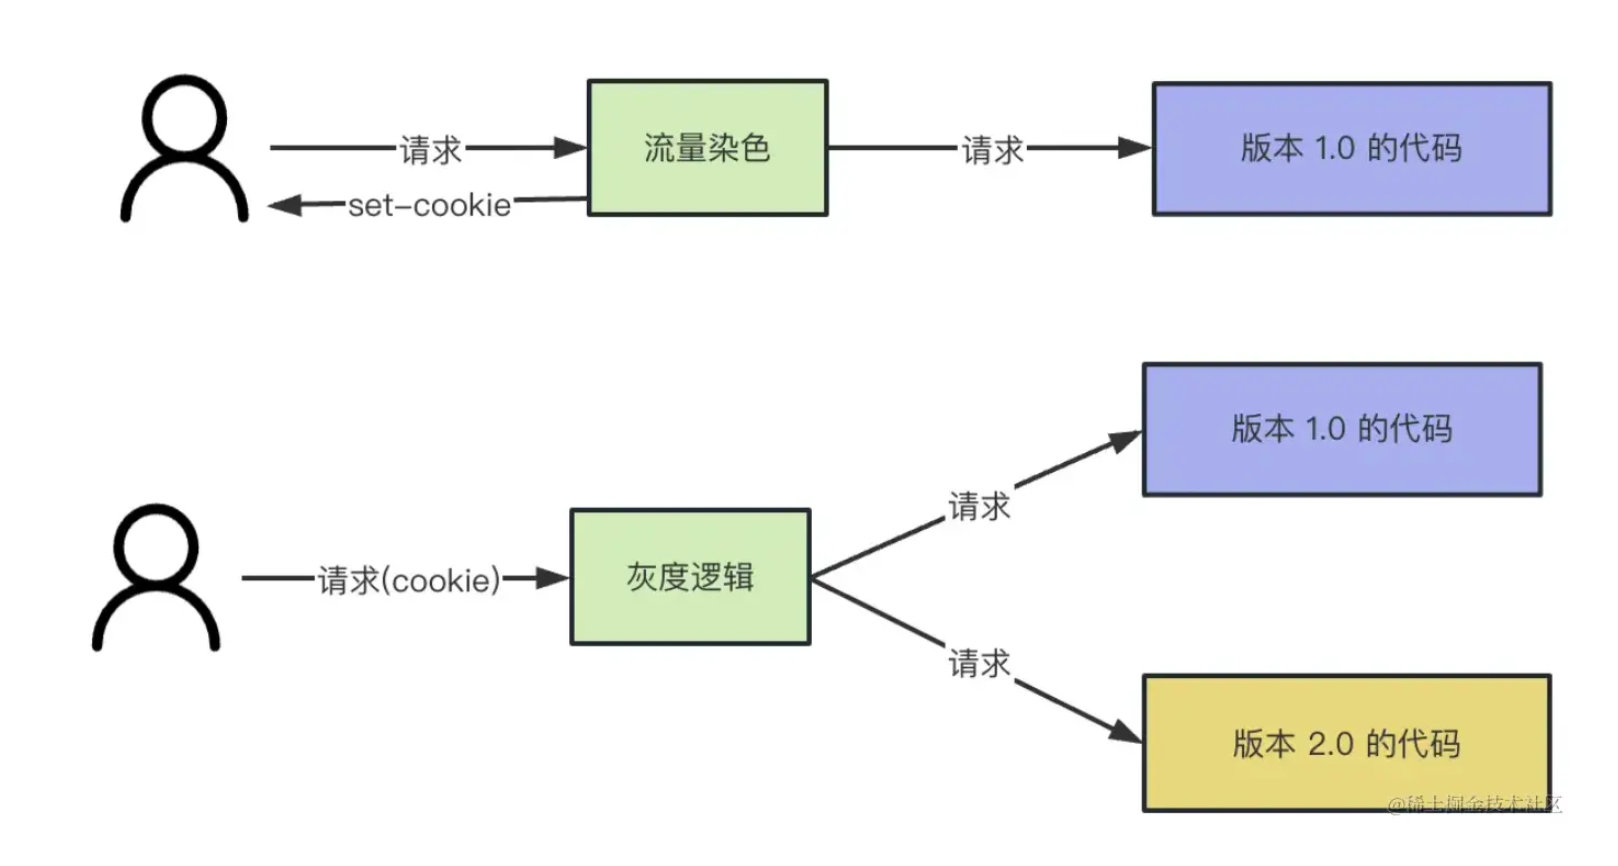 请求
流量染色
请求
版本 1.0 的代码
set-cookie
版本 1.0 的代码
请求
请求(cookie)
灰度逻辑
请求
版本 2.0 的代码
@稀土掘金技术社区